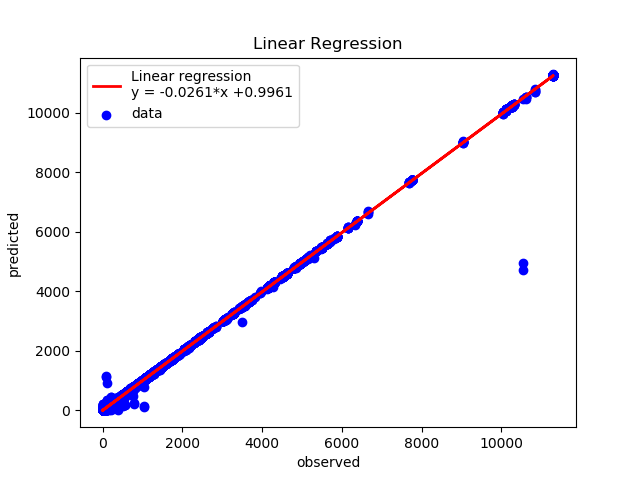 Linear Regression
Linear regression
y = -0.0261*x +0.9961
data
predicted
10000
8000
6000
4000
2000
0
0 2000 4000 6000 8000 10000
observed